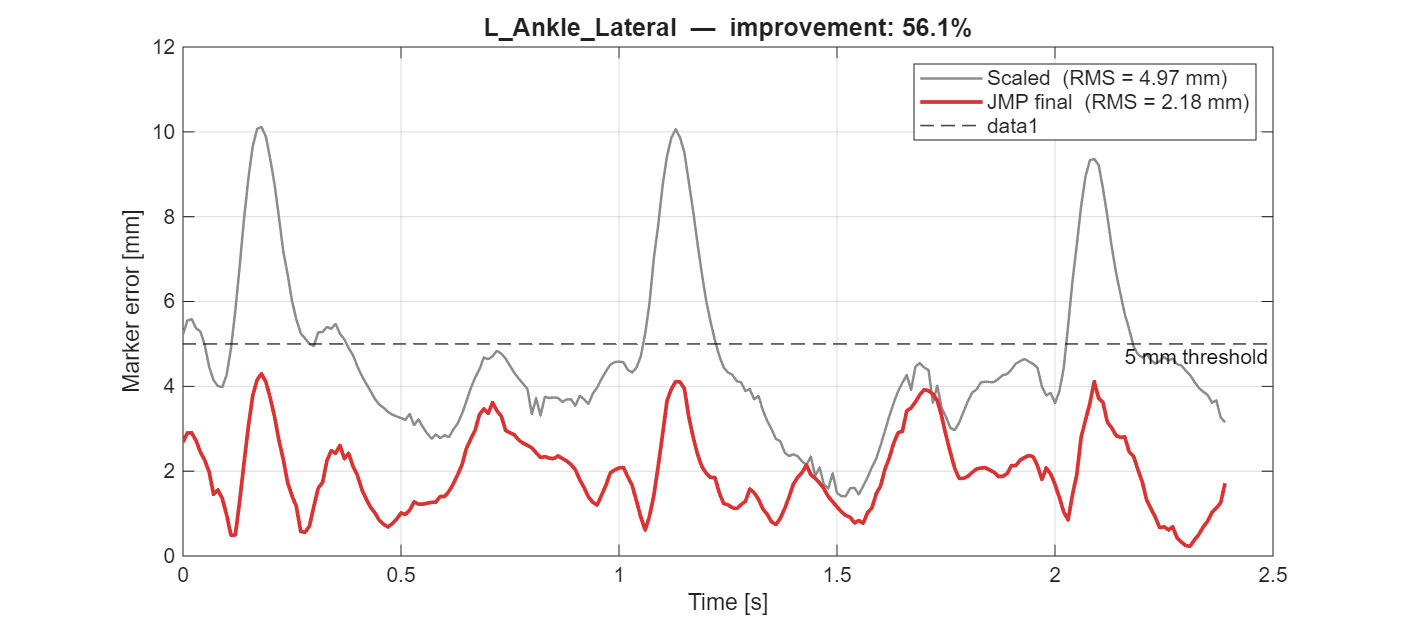 L_Ankle_Lateral — improvement: 56.1%
Scaled (RMS = 4.97 mm)
JMP final (RMS = 2.18 mm)
data1
5 mm threshold
Marker error [mm]
12
10
8
6
4
2
0
0
0.5
1
1.5
2
2.5
Time [s]